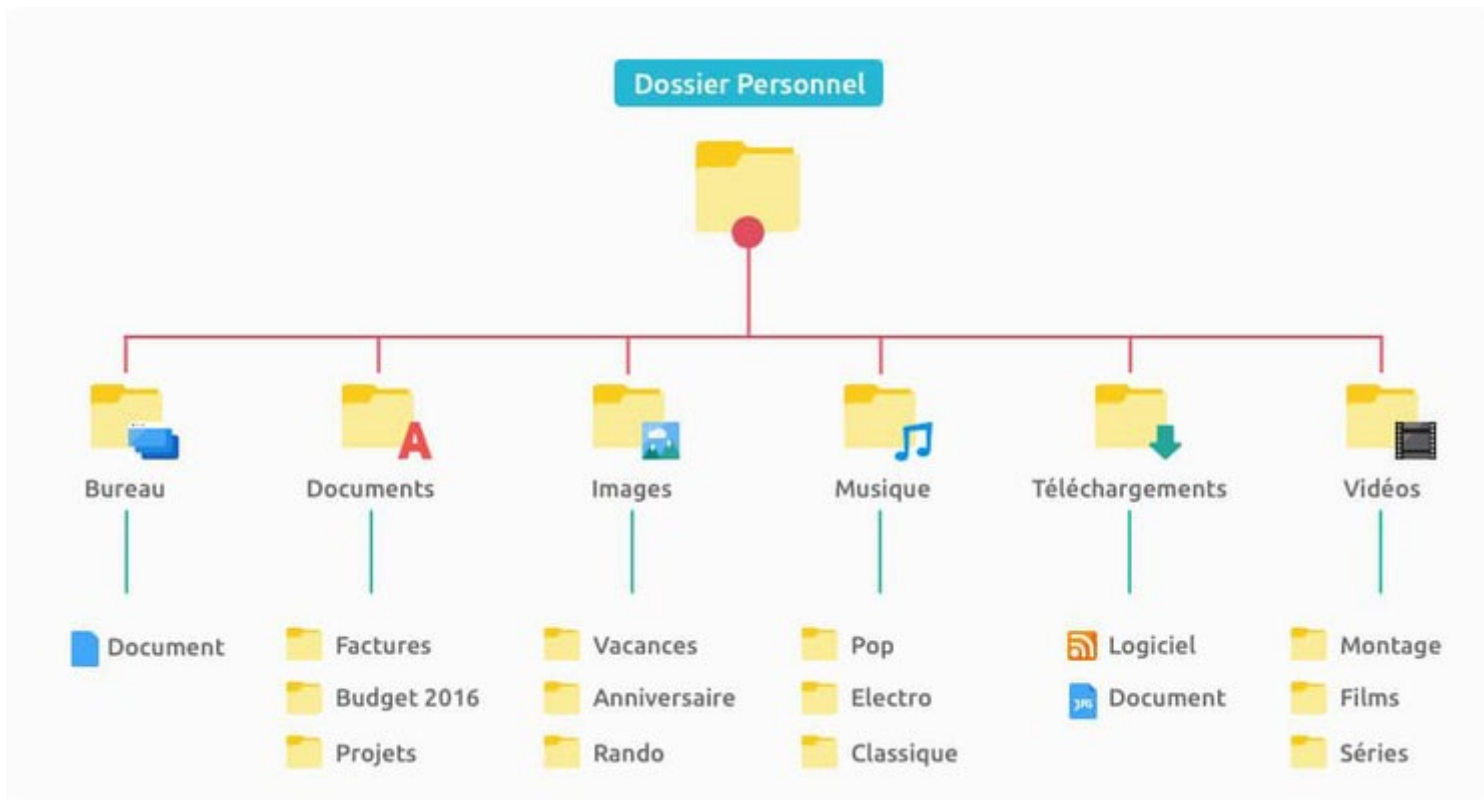 Dossier Personnel
Bureau
Documents
Images
Musique
Téléchargements
Vidéos
Document
Factures
Budget 2016
Projets
Vacances
Anniversaire
Rando
Pop
Electro
Classique
Logiciel
JPG
Document
Montage
Films
Séries
A